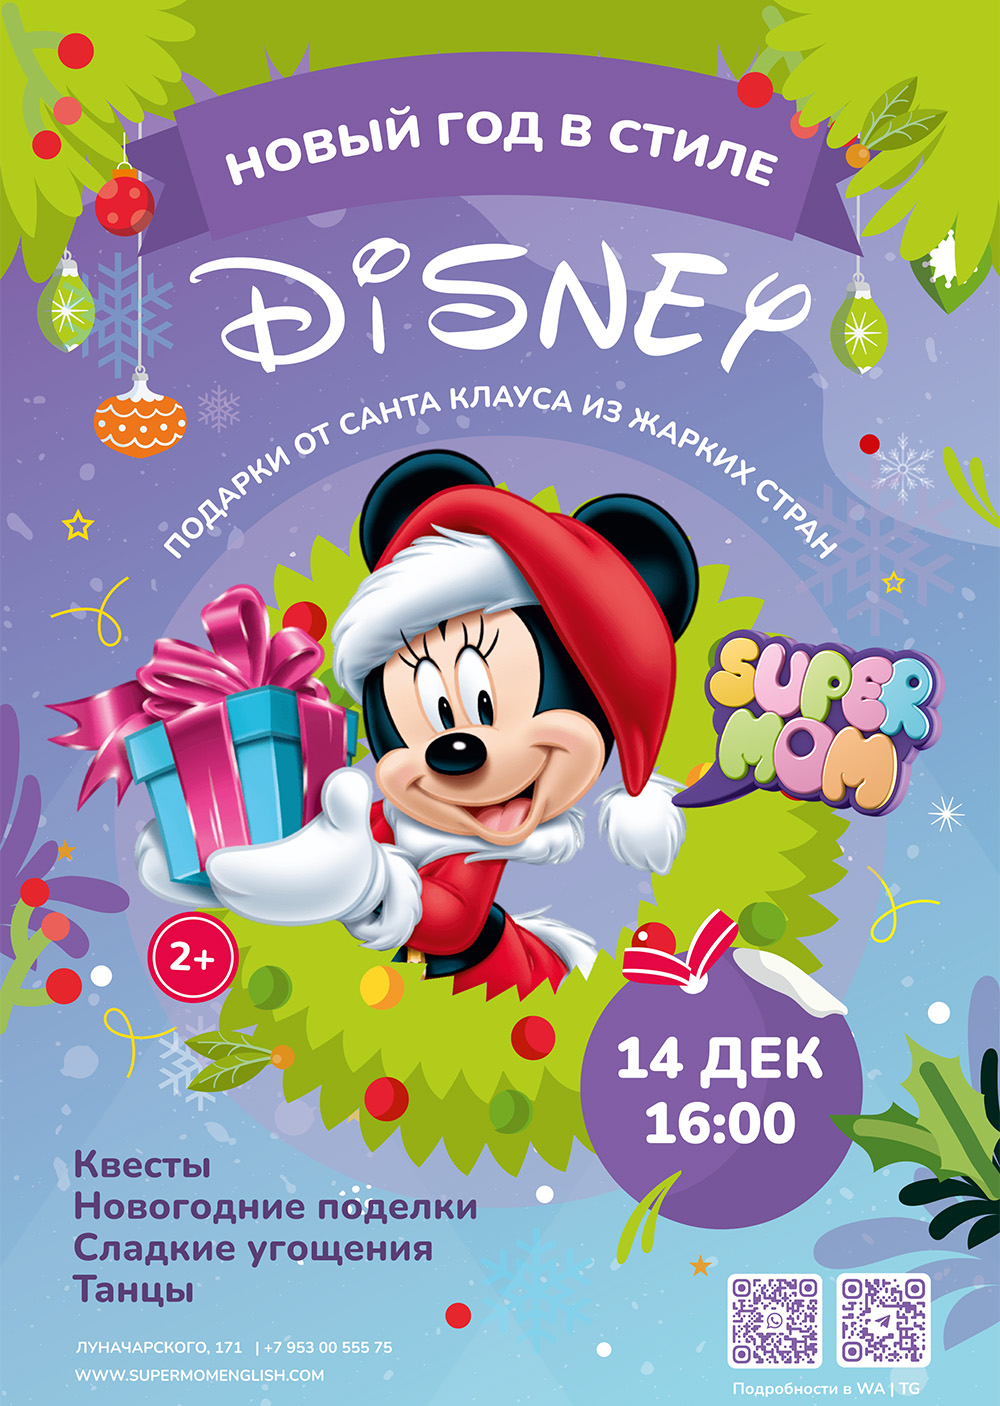 НОВЫЙ ГОД В СТИЛЕ
DiSNEY
ПОДАРКИ ОТ САНТА КЛАУСА ИЗ ЖАРКИХ СТРАН
SUPER
MOM
2+
14 ДЕК
16:00
Квесты
Новогодние поделки
Сладкие угощения
Танцы
ЛУНАЧАРСКОГО, 171 | +7 953 00 555 75
WWW.SUPERMOMENGLISH.COM
Подробности в WA | TG